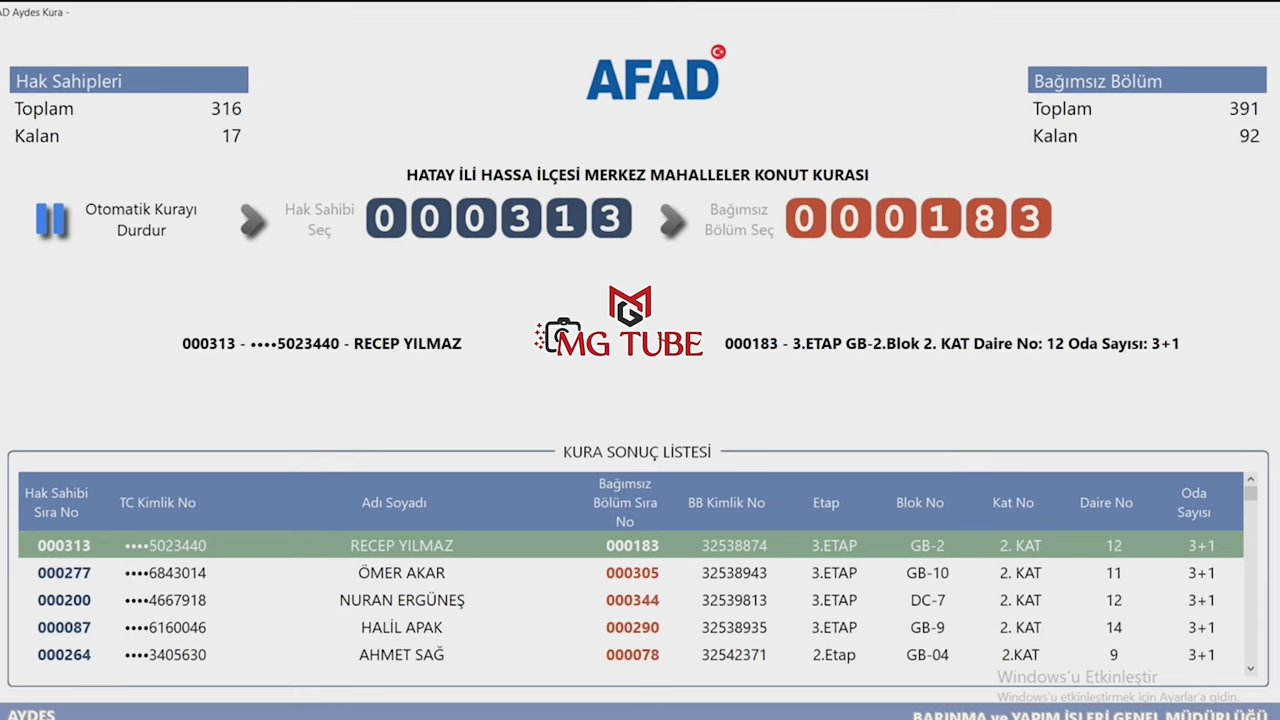 AD Aydes Kura -
AFAD
Hak Sahipleri
Toplam 316
Kalan 17
Bağımsız Bölüm
Toplam 391
Kalan 92
HATAY İLİ HASSA İLÇESİ MERKEZ MAHALLELER KONUT KURASI
Otomatik Kurayı
Durdur
Hak Sahibi
Seç
000313
Bağımsız
Bölüm Seç
000183
000313 - ••••5023440 - RECEP YILMAZ
MG TUBE
000183 - 3.ETAP GB-2.Blok 2. KAT Daire No: 12 Oda Sayısı: 3+1
KURA SONUÇ LİSTESİ
Hak Sahibi Sıra No TC Kimlik No Adı Soyadı Bağımsız Bölüm Sıra No BB Kimlik No Etap Blok No Kat No Daire No Oda Sayısı
000313 ••••5023440 RECEP YILMAZ 000183 32538874 3.ETAP GB-2 2. KAT 12 3+1
000277 ••••6843014 ÖMER AKAR 000305 32538943 3.ETAP GB-10 2. KAT 11 3+1
000200 ••••4667918 NURAN ERGÜNEŞ 000344 32539813 3.ETAP DC-7 2. KAT 12 3+1
000087 ••••6160046 HALİL APAK 000290 32538935 3.ETAP GB-9 2. KAT 14 3+1
000264 ••••3405630 AHMET SAĞ 000078 32542371 2.Etap GB-04 2.KAT 9 3+1
Windows'u Etkinleştir
Windows'u etkinleştirmek için Ayarlar'a gidin.
AYDES
BARINMA ve YAPIM İŞLERİ GENEL MÜDÜRLÜĞÜ